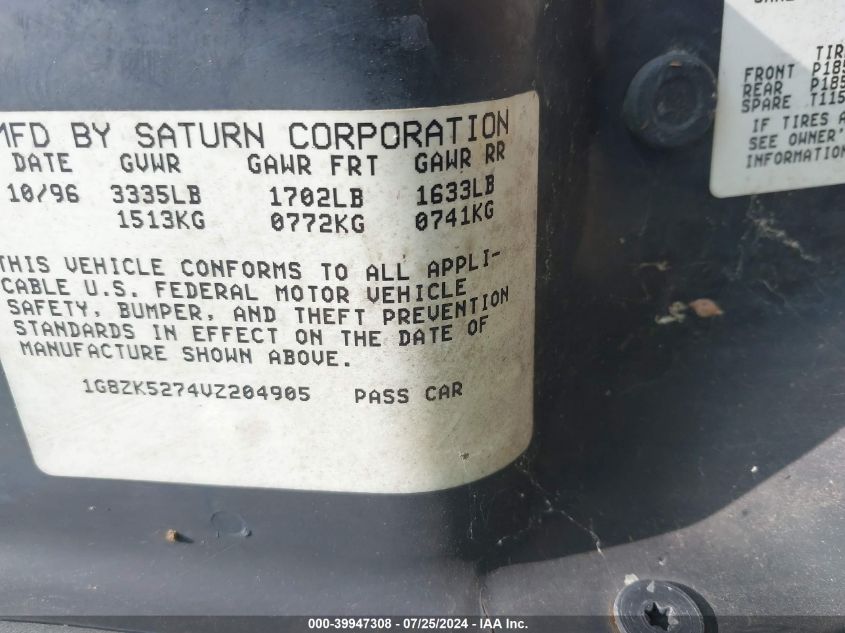 MFD BY SATURN CORPORATION
DATE GVWR GAWR FRT GAWR RR
10/96 3335LB 1702LB 1633LB
1513KG 0772KG 0741KG
THIS VEHICLE CONFORMS TO ALL APPLI-
CABLE U.S. FEDERAL MOTOR VEHICLE
SAFETY, BUMPER, AND THEFT PREVENTION
STANDARDS IN EFFECT ON THE DATE OF
MANUFACTURE SHOWN ABOVE.
1G8ZK5274VZ204905 PASS CAR
TIR
FRONT P185
REAR P185
SPARE T115
IF TIRES A
SEE OWNER'
INFORMATION
000-39947308 - 07/25/2024 - IAA Inc.